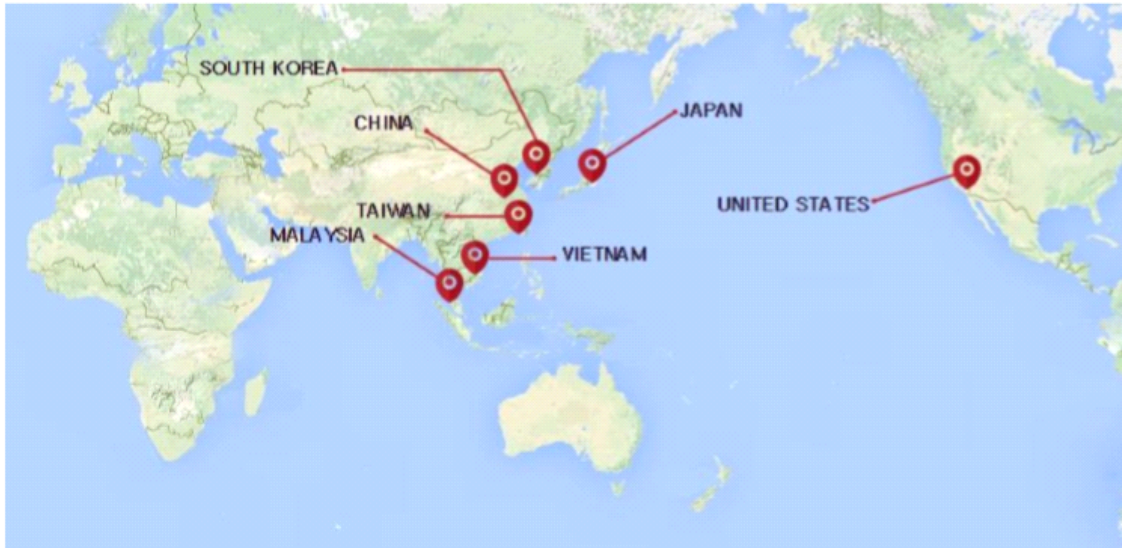 SOUTH KOREA
JAPAN
CHINA
UNITED STATES
TAIWAN
MALAYSIA
VIETNAM